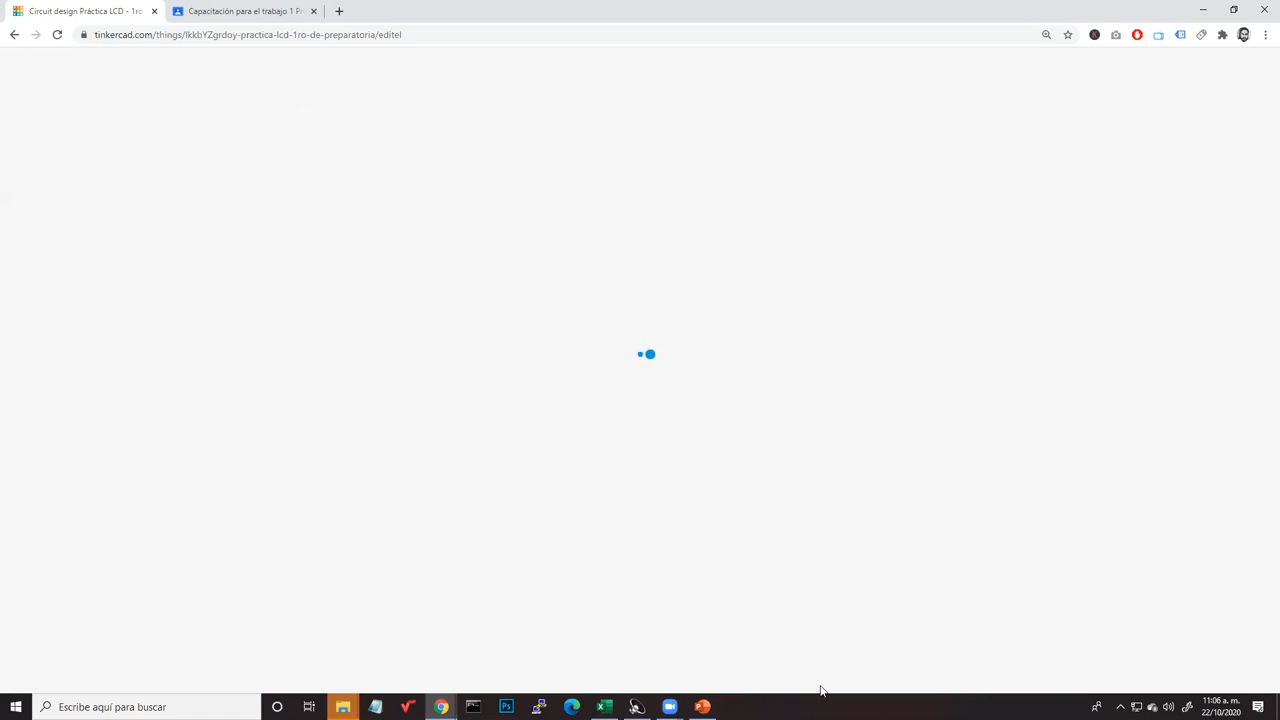 Circuit design Práctica LCD - 1ro
Capacitación para el trabajo 1 P
tinkercad.com/things/lkkbYZgrdoy-practica-lcd-1ro-de-preparatoria/editel
Escribe aquí para buscar
11:06 a. m.
22/10/2020